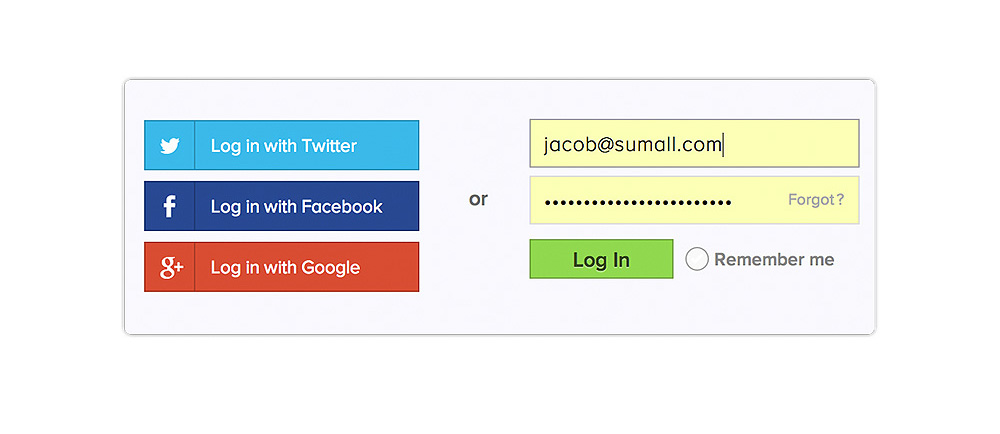 Log in with Twitter
Log in with Facebook
g+ Log in with Google
or
jacob@sumall.com
Forgot?
Log In
Remember me